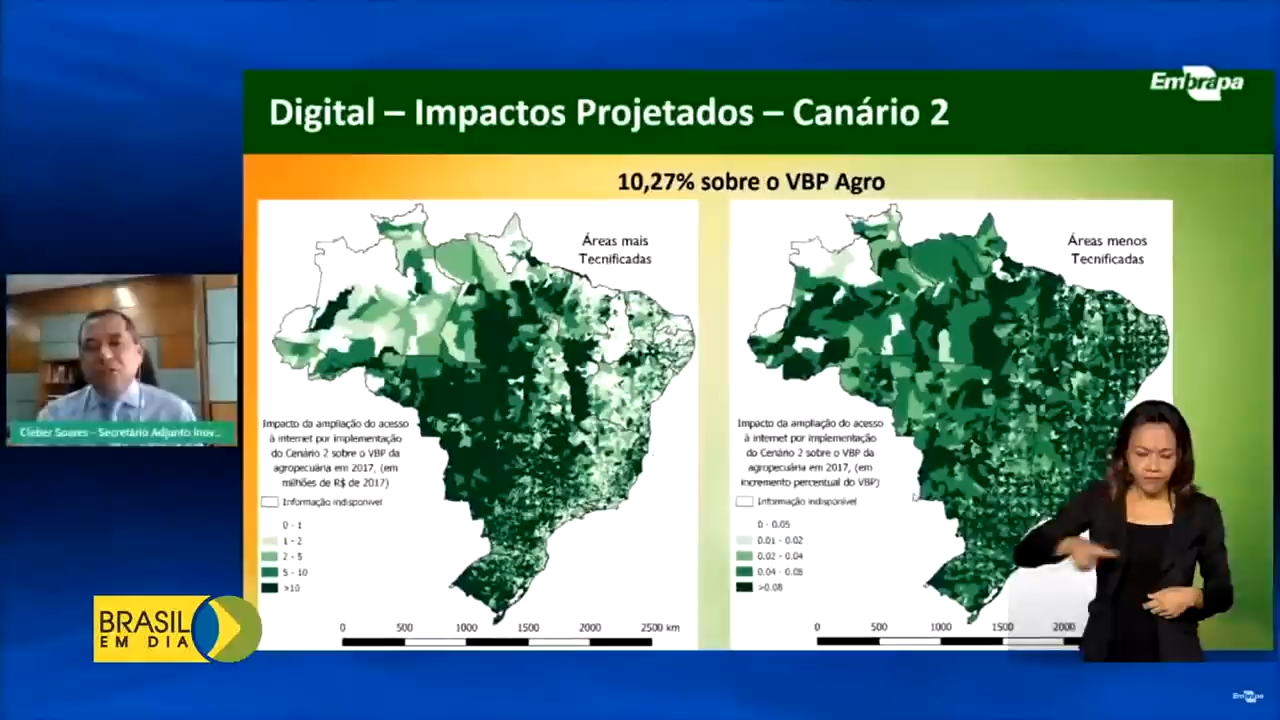 Embrapa
Digital – Impactos Projetados – Canário 2
10,27% sobre o VBP Agro
Áreas mais
Tecnificadas
Impacto da ampliação do acesso
à internet por implementação
do Cenário 2 sobre o VBP da
agropecuária em 2017, (em
milhões de R$ de 2017)
Informação indisponível
0 - 1
1 - 2
2 - 5
5 - 10
>10
0 500 1000 1500 2000 2500 km
Áreas menos
Tecnificadas
Impacto da ampliação do acesso
à internet por implementação
do Cenário 2 sobre o VBP da
agropecuária em 2017, (em
incremento percentual do VBP)
Informação indisponível
0 - 0.05
0.01 - 0.02
0.02 - 0.04
0.04 - 0.08
>0.08
0 500 1000 1500 2000
Cleber Soares - Secretário Adjunto Inov...
BRASIL
EM DIA
Embrapa